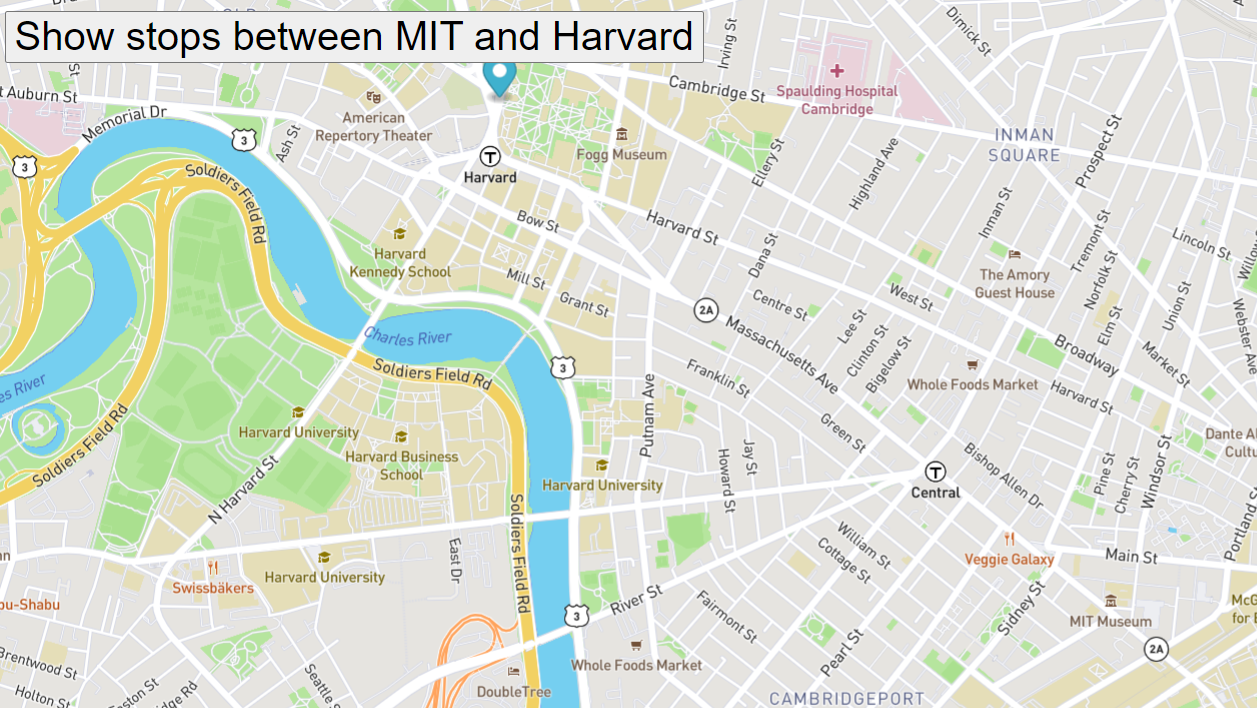 Show stops between MIT and Harvard
Irving St
Dimick St
Auburn St
St
Memorial Dr
3
3
Ash St
American
Repertory Theater
Cambridge St
Spaulding Hospital
Cambridge
INMAN
SQUARE
Prospect St
Fogg Museum
Ellery St
Highland Ave
T
Harvard
Soldiers Field Rd
Bow St
Harvard St
Inman St
Tremont St
Lincoln St
Dana St
Harvard
Kennedy School
Mill St
Grant St
Centre St
West St
The Amory
Guest House
Norfolk St
Union St
Elm St
Webster Ave
2A
Massachusetts Ave
Lee St
Clinton St
Bigelow St
Broadway
Market St
Charles River
Soldiers Field Rd
3
Franklin St
Whole Foods Market
Harvard St
Putnam Ave
Green St
Soldiers Field Rd
Harvard University
Harvard Business
School
N Harvard St
Harvard University
Howard St
Jay St
T
Central
Bishop Allen Dr
Pine St
Cherry St
Windsor St
Portland St
Soldiers Field Rd
East Dr
William St
Cottage St
Veggie Galaxy
Main St
Swissbäkers
Harvard University
3
River St
Fairmont St
Pearl St
Sidney St
MIT Museum
2A
Whole Foods Market
DoubleTree
CAMBRIDGEPORT
Brentwood St
Holton St
Seattle